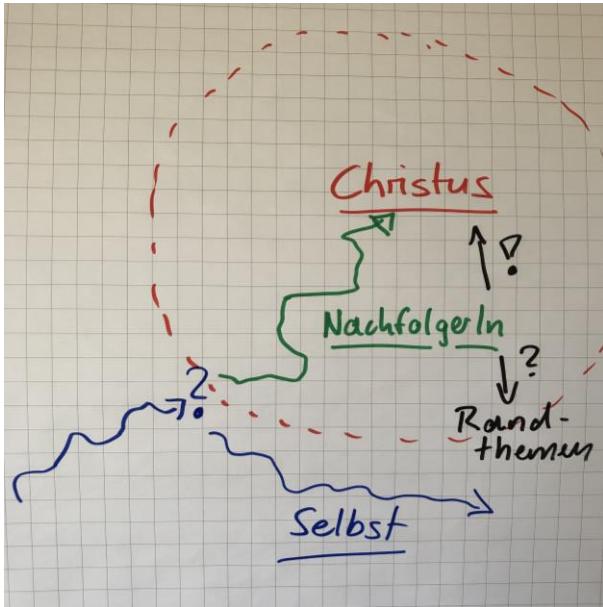 Christus
!
NachfolgerIn
?
?
Rand-
themen
Selbst